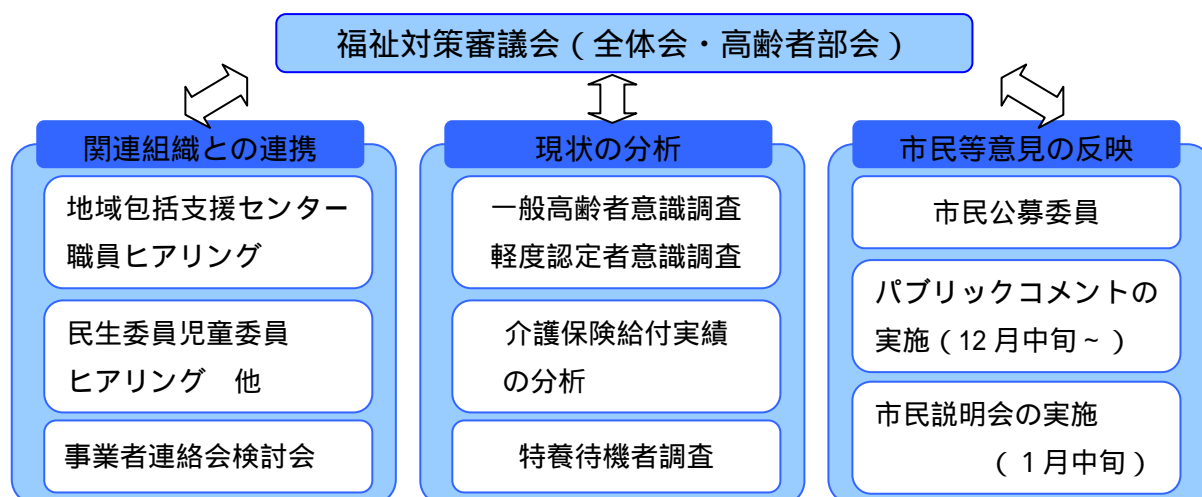 福祉対策審議会（全体会・高齢者部会）
関連組織との連携
地域包括支援センター
職員ヒアリング
民生委員児童委員
ヒアリング　他
事業者連絡会検討会
現状の分析
一般高齢者意識調査
軽度認定者意識調査
介護保険給付実績
の分析
特養待機者調査
市民等意見の反映
市民公募委員
パブリックコメントの
実施（12月中旬～）
市民説明会の実施
（1月中旬）